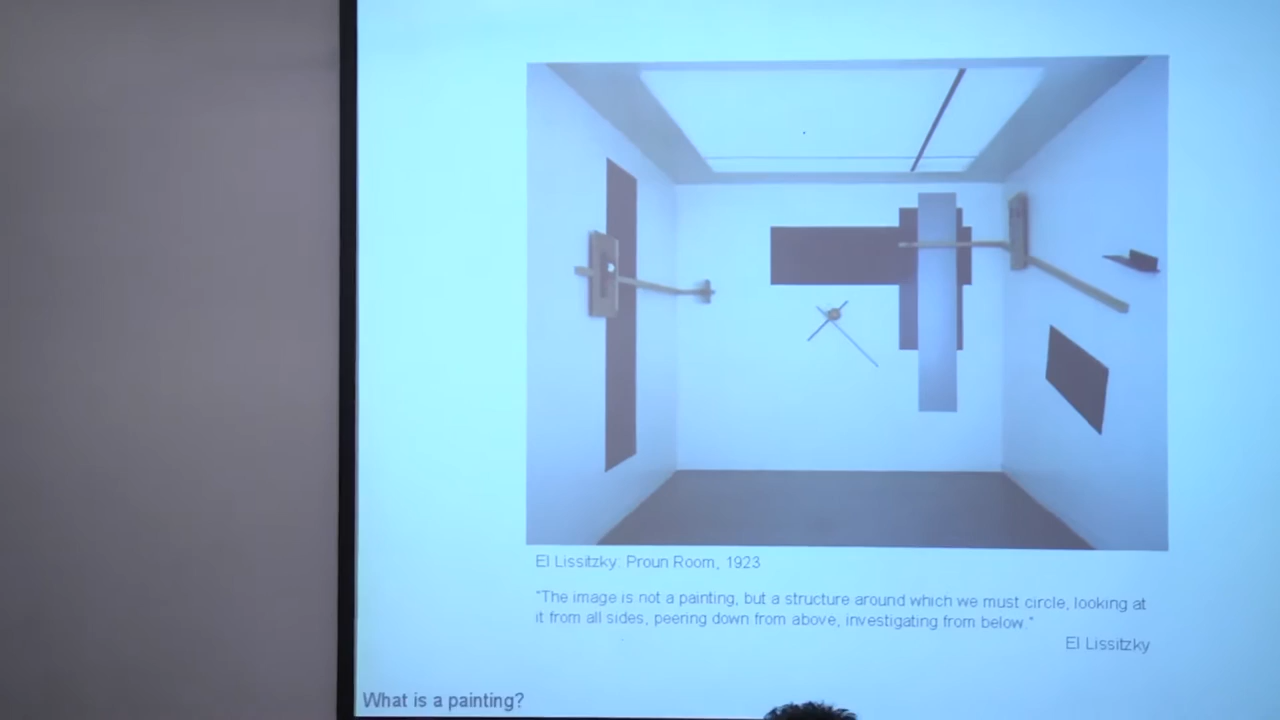 El Lissitzky: Proun Room, 1923
"The image is not a painting, but a structure around which we must circle, looking at
it from all sides, peering down from above, investigating from below."
El Lissitzky
What is a painting?